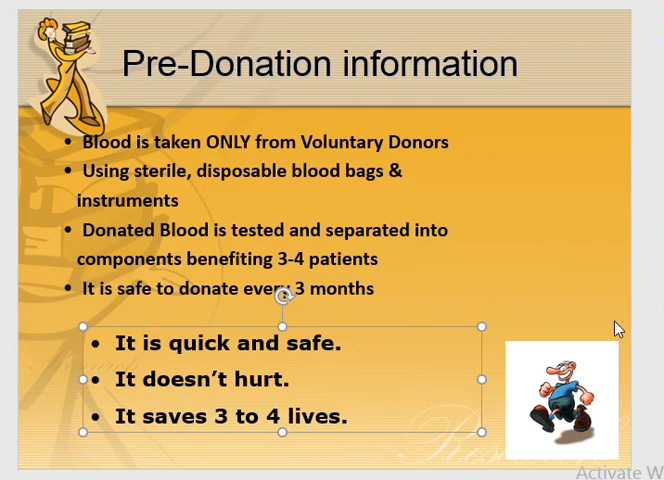 Pre-Donation information
• Blood is taken ONLY from Voluntary Donors
• Using sterile, disposable blood bags &
instruments
• Donated Blood is tested and separated into
components benefiting 3-4 patients
• It is safe to donate every 3 months
• It is quick and safe.
• It doesn’t hurt.
• It saves 3 to 4 lives.
Activate W